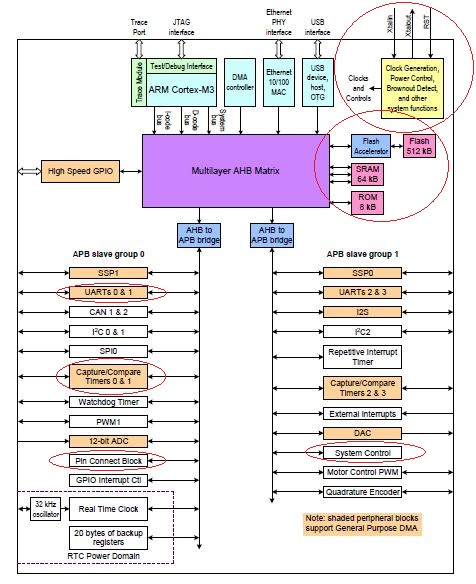 Trace
Port
JTAG
interface
Ethernet
PHY
interface
USB
interface
Xtalin
Xtalout
RST
Trace Module
Test/Debug Interface
ARM Cortex-M3
I-code
bus
D-code
bus
System
bus
DMA
controller
Ethernet
10/100
MAC
USB
device,
host,
OTG
Clocks
and
Controls
Clock Generation,
Power Control,
Brownout Detect,
and other
system functions
High Speed GPIO
Multilayer AHB Matrix
Flash
Accelerator
Flash
512 kB
SRAM
64 kB
ROM
8 kB
AHB to
APB bridge
AHB to
APB bridge
APB slave group 0
SSP1
UARTs 0 & 1
CAN 1 & 2
I²C 0 & 1
SPI0
Capture/Compare
Timers 0 & 1
Watchdog Timer
PWM1
12-bit ADC
Pin Connect Block
GPIO Interrupt Ctl
32 kHz
oscillator
Real Time Clock
20 bytes of backup
registers
RTC Power Domain
APB slave group 1
SSP0
UARTs 2 & 3
I2S
I²C2
Repetitive Interrupt
Timer
Capture/Compare
Timers 2 & 3
External Interrupts
DAC
System Control
Motor Control PWM
Quadrature Encoder
Note: shaded peripheral blocks
support General Purpose DMA